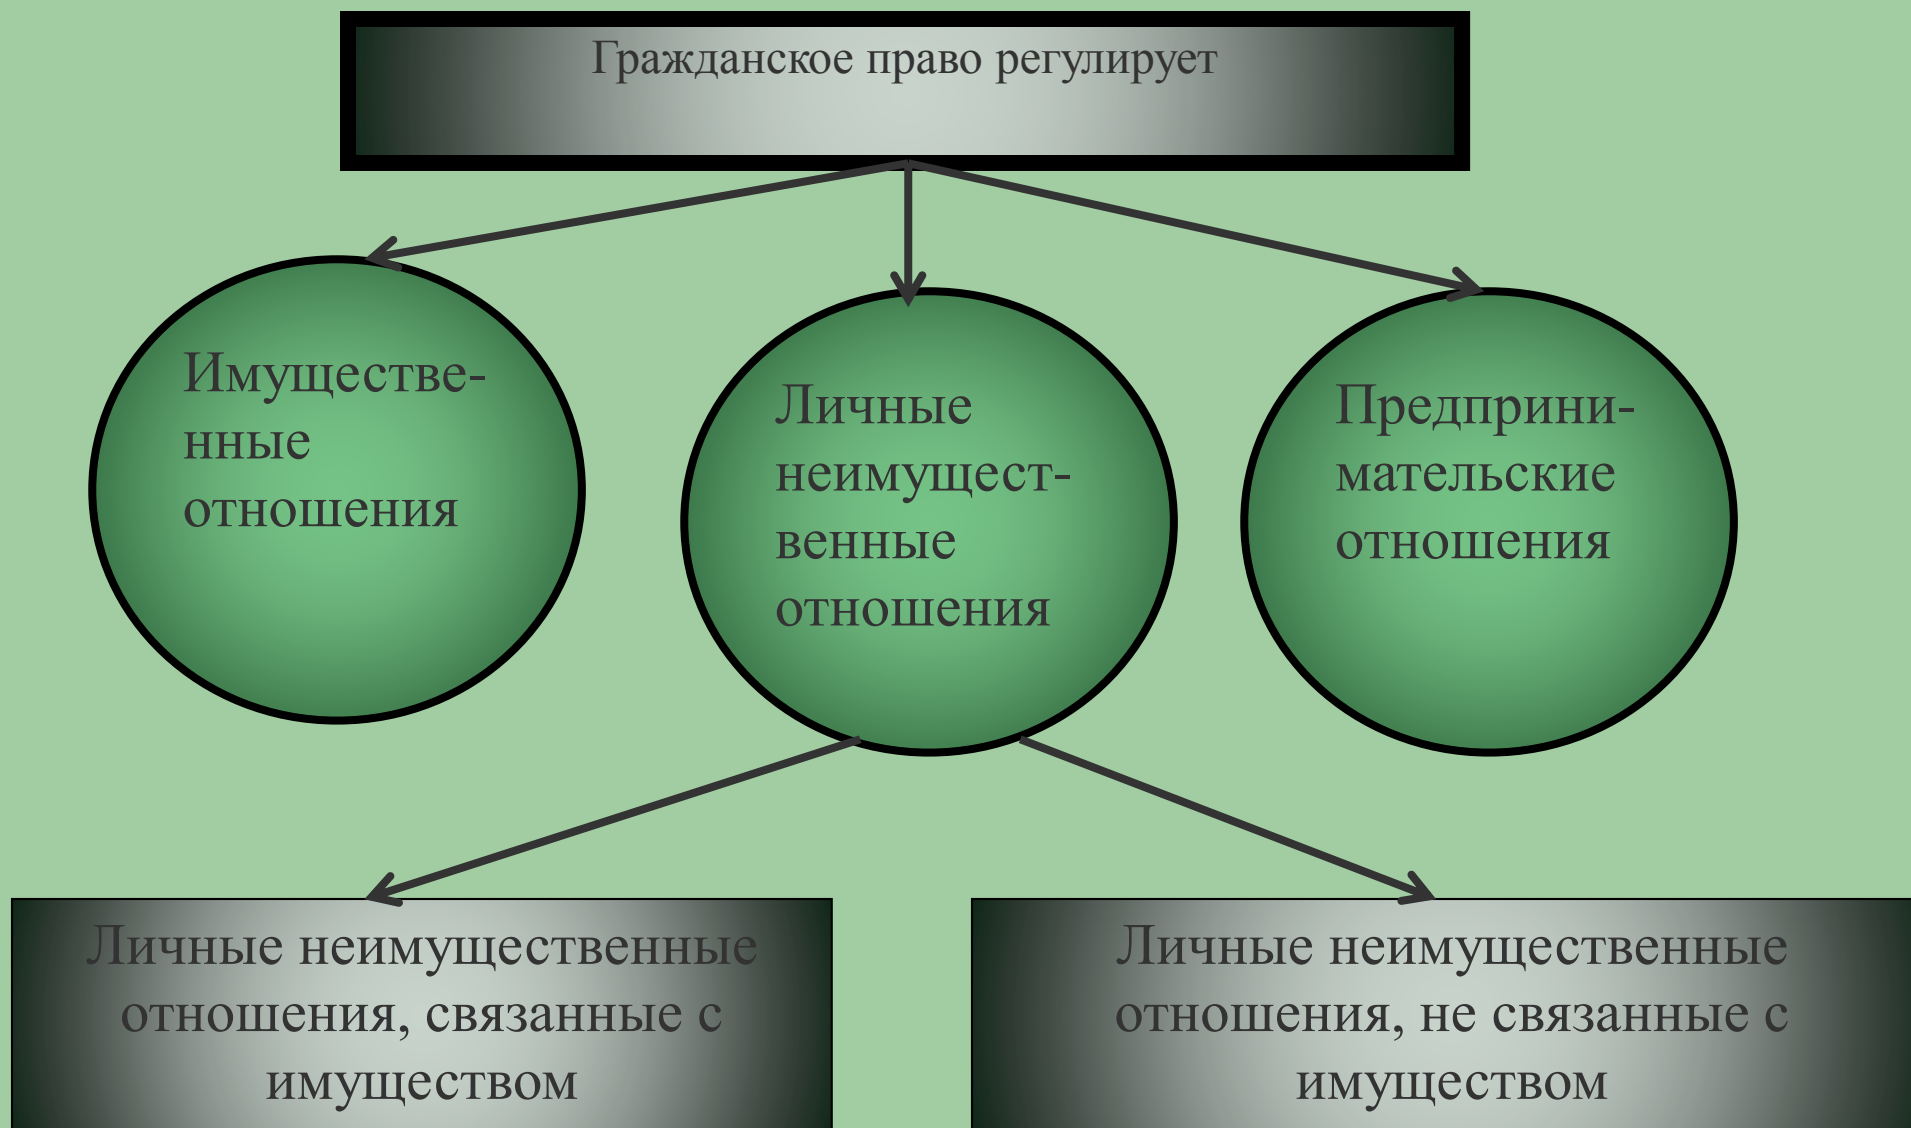 Гражданское право регулирует
Имуществе-
нные
отношения
Личные
неимущест-
венные
отношения
Предприни-
мательские
отношения
Личные неимущественные
отношения, связанные с
имуществом
Личные неимущественные
отношения, не связанные с
имуществом